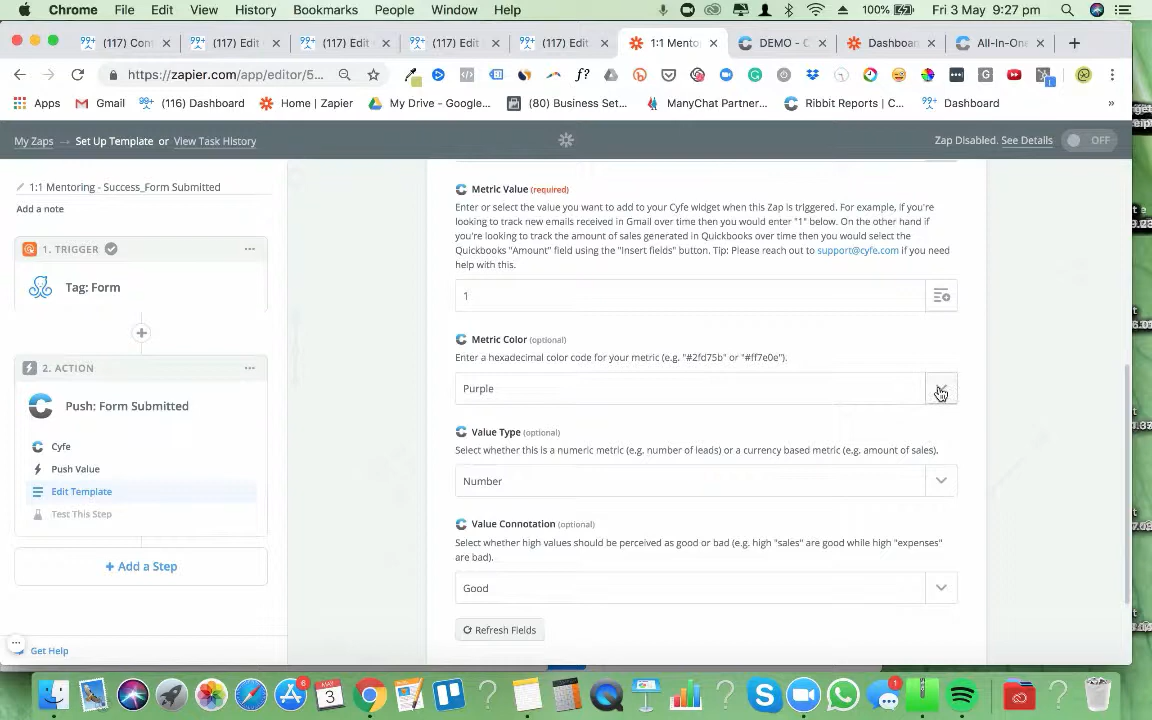 Chrome File Edit View History Bookmarks People Window Help 100% Fri 3 May 9:27 pm
(117) Con (117) Edit (117) Edit (117) Edit (117) Edit 1:1 Mento DEMO - C Dashboar All-In-One
https://zapier.com/app/editor/5...
Apps Gmail (116) Dashboard Home | Zapier My Drive - Google... (80) Business Set... ManyChat Partner... Ribbit Reports | C... Dashboard »
My Zaps → Set Up Template or View Task History Zap Disabled. See Details OFF
1:1 Mentoring - Success_Form Submitted
Add a note
1. TRIGGER
Tag: Form
2. ACTION
Push: Form Submitted
Cyfe
Push Value
Edit Template
Test This Step
+ Add a Step
Get Help
Metric Value (required)
Enter or select the value you want to add to your Cyfe widget when this Zap is triggered. For example, if you're
looking to track new emails received in Gmail over time then you would enter "1" below. On the other hand if
you're looking to track the amount of sales generated in Quickbooks over time then you would select the
Quickbooks "Amount" field using the "Insert fields" button. Tip: Please reach out to support@cyfe.com if you need
help with this.
1
Metric Color (optional)
Enter a hexadecimal color code for your metric (e.g. "#2fd75b" or "#ff7e0e").
Purple
Value Type (optional)
Select whether this is a numeric metric (e.g. number of leads) or a currency based metric (e.g. amount of sales).
Number
Value Connotation (optional)
Select whether high values should be perceived as good or bad (e.g. high "sales" are good while high "expenses"
are bad).
Good
Refresh Fields